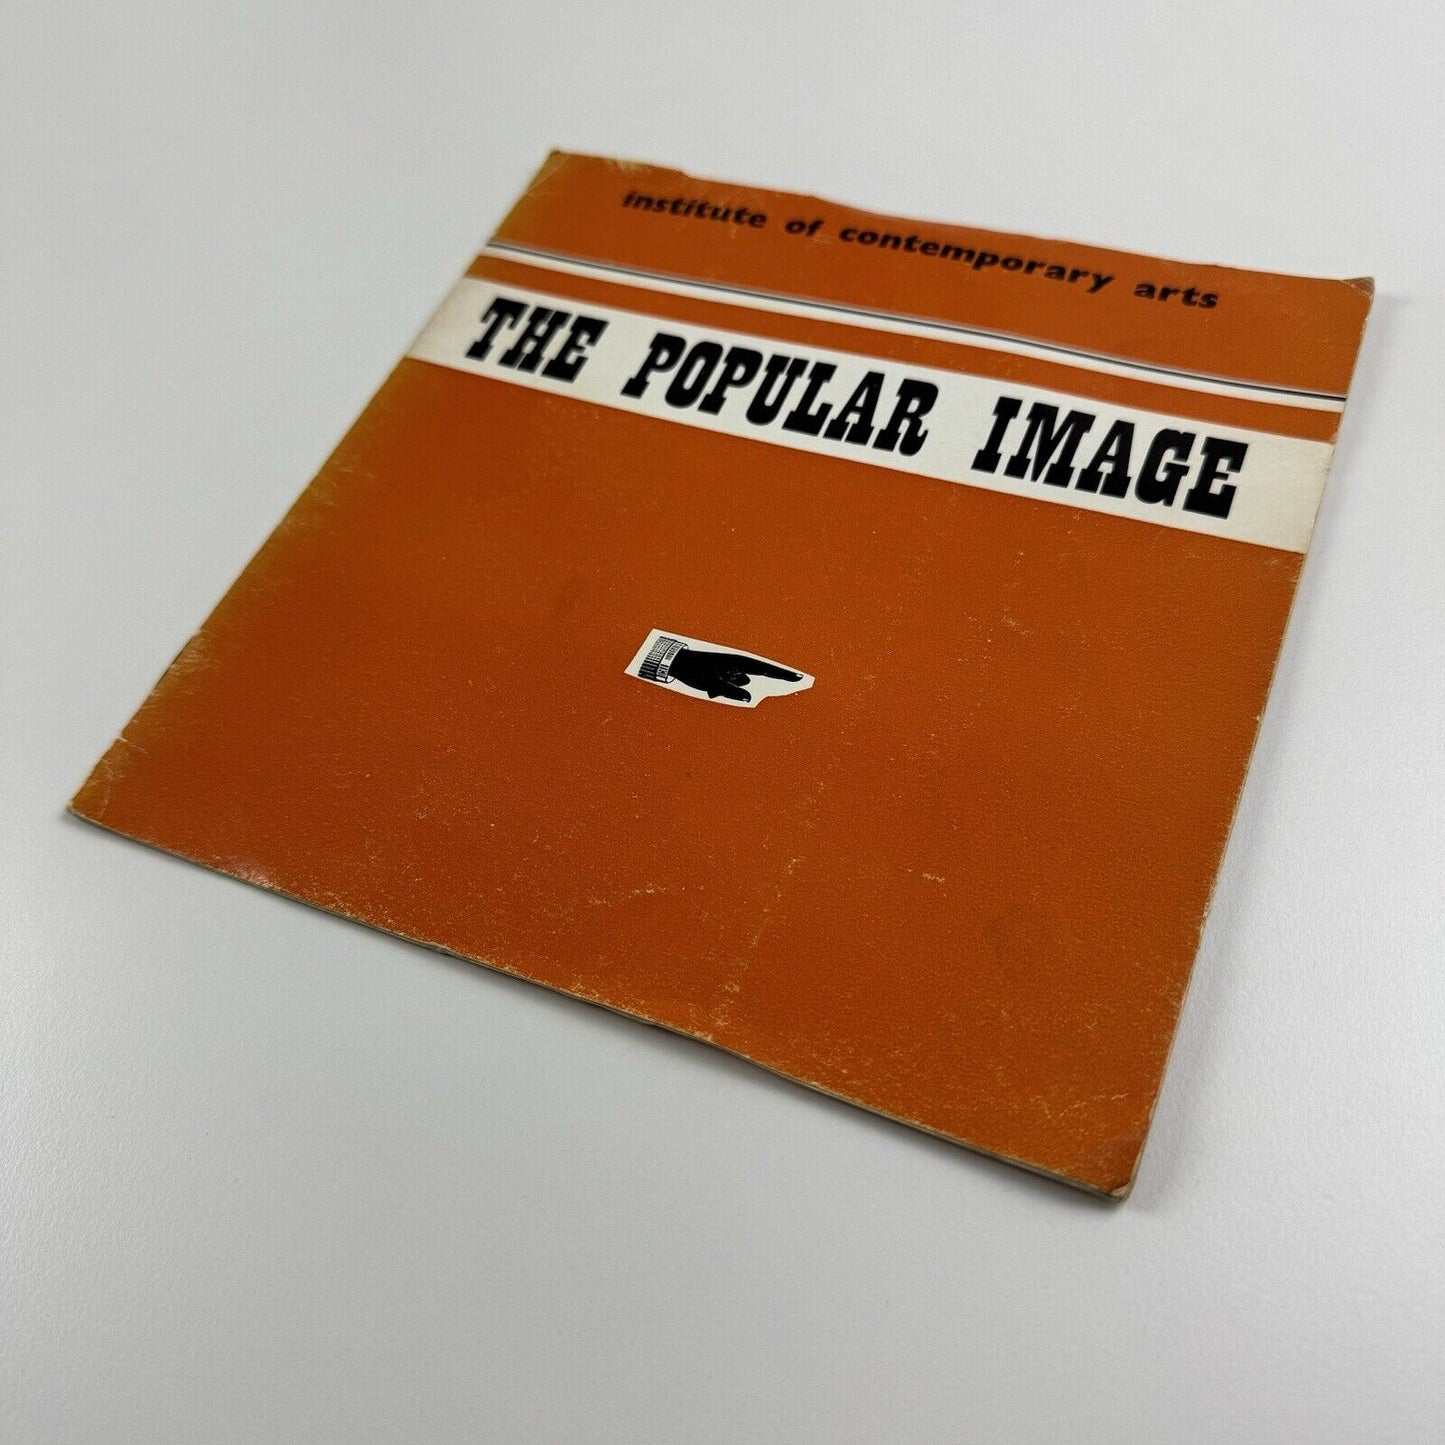 institute of contemporary arts
THE POPULAR IMAGE